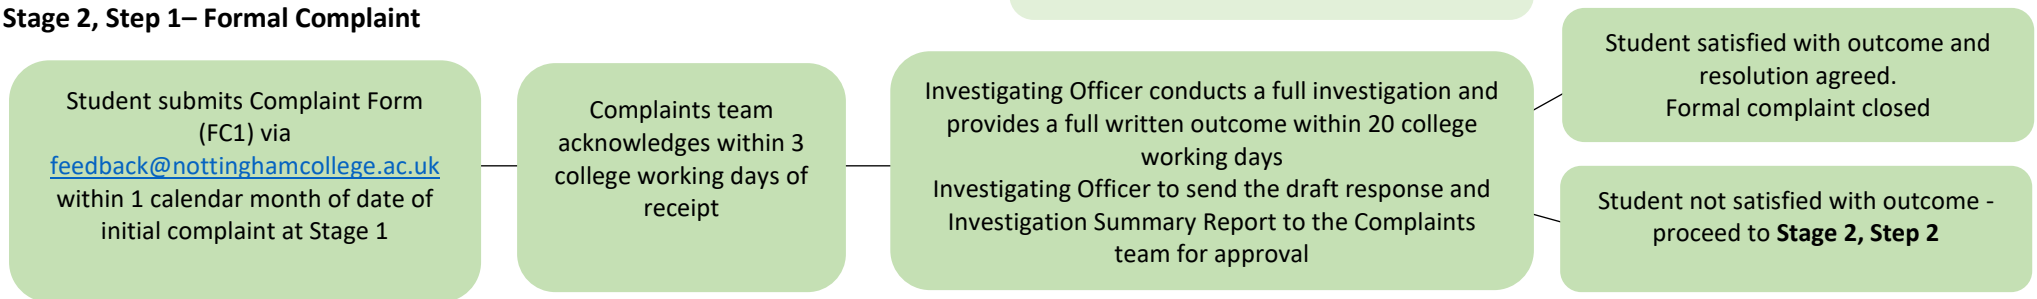 Stage 2, Step 1– Formal Complaint
Student submits Complaint Form
(FC1) via
feedback@nottinghamcollege.ac.uk
within 1 calendar month of date of
initial complaint at Stage 1
Complaints team
acknowledges within 3
college working days of
receipt
Investigating Officer conducts a full investigation and
provides a full written outcome within 20 college
working days
Investigating Officer to send the draft response and
Investigation Summary Report to the Complaints
team for approval
Student satisfied with outcome and
resolution agreed.
Formal complaint closed
Student not satisfied with outcome -
proceed to Stage 2, Step 2